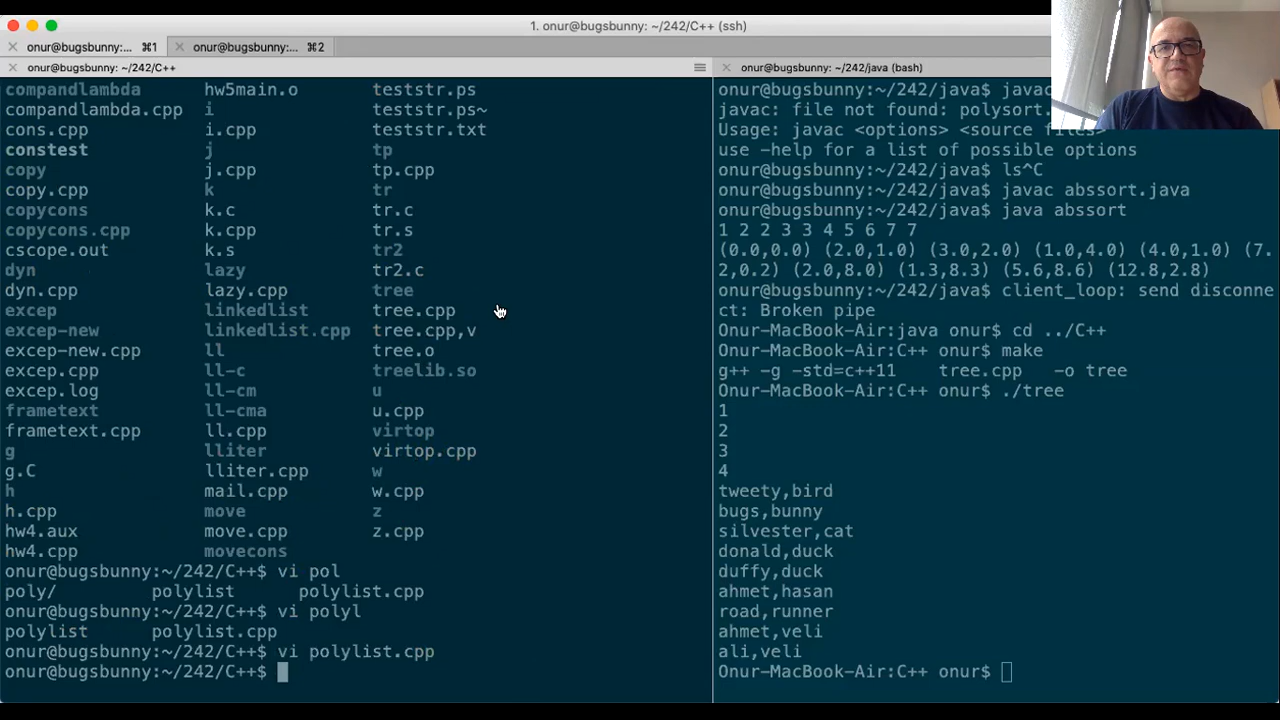 1. onur@bugsbunny: ~/242/C++ (ssh)
onur@bugsbunny:... ⌘1
onur@bugsbunny: ~... ⌘2
onur@bugsbunny: ~/242/C++
compandlambda hw5main.o teststr.ps
compandlambda.cpp i teststr.ps~
cons.cpp i.cpp teststr.txt
constest j tp
copy j.cpp tp.cpp
copy.cpp k tr
copycons k.c tr.c
copycons.cpp k.cpp tr.s
cscope.out k.s tr2
dyn lazy tr2.c
dyn.cpp lazy.cpp tree
excep linkedlist tree.cpp
excep-new linkedlist.cpp tree.cpp,v
excep-new.cpp ll tree.o
excep.cpp ll-c treelib.so
excep.log ll-cm u
frametext ll-cma u.cpp
frametext.cpp ll.cpp virtop
g lliter virtop.cpp
g.C lliter.cpp w
h mail.cpp w.cpp
h.cpp move z
hw4.aux move.cpp z.cpp
hw4.cpp movecons
onur@bugsbunny:~/242/C++$ vi pol
poly/ polylist polylist.cpp
onur@bugsbunny:~/242/C++$ vi polyl
polylist polylist.cpp
onur@bugsbunny:~/242/C++$ vi polylist.cpp
onur@bugsbunny:~/242/C++$
onur@bugsbunny: ~/242/java (bash)
onur@bugsbunny:~/242/java$ javac
javac: file not found: polysort.
Usage: javac <options> <source files>
use -help for a list of possible options
onur@bugsbunny:~/242/java$ ls^C
onur@bugsbunny:~/242/java$ javac abssort.java
onur@bugsbunny:~/242/java$ java abssort
1 2 2 3 3 4 5 6 7 7
(0.0,0.0) (2.0,1.0) (3.0,2.0) (1.0,4.0) (4.0,1.0) (7.
2,0.2) (2.0,8.0) (1.3,8.3) (5.6,8.6) (12.8,2.8)
onur@bugsbunny:~/242/java$ client_loop: send disconne
ct: Broken pipe
Onur-MacBook-Air:java onur$ cd ../C++
Onur-MacBook-Air:C++ onur$ make
g++ -g -std=c++11 tree.cpp -o tree
Onur-MacBook-Air:C++ onur$ ./tree
1
2
3
4
tweety,bird
bugs,bunny
silvester,cat
donald,duck
duffy,duck
ahmet,hasan
road,runner
ahmet,veli
ali,veli
Onur-MacBook-Air:C++ onur$